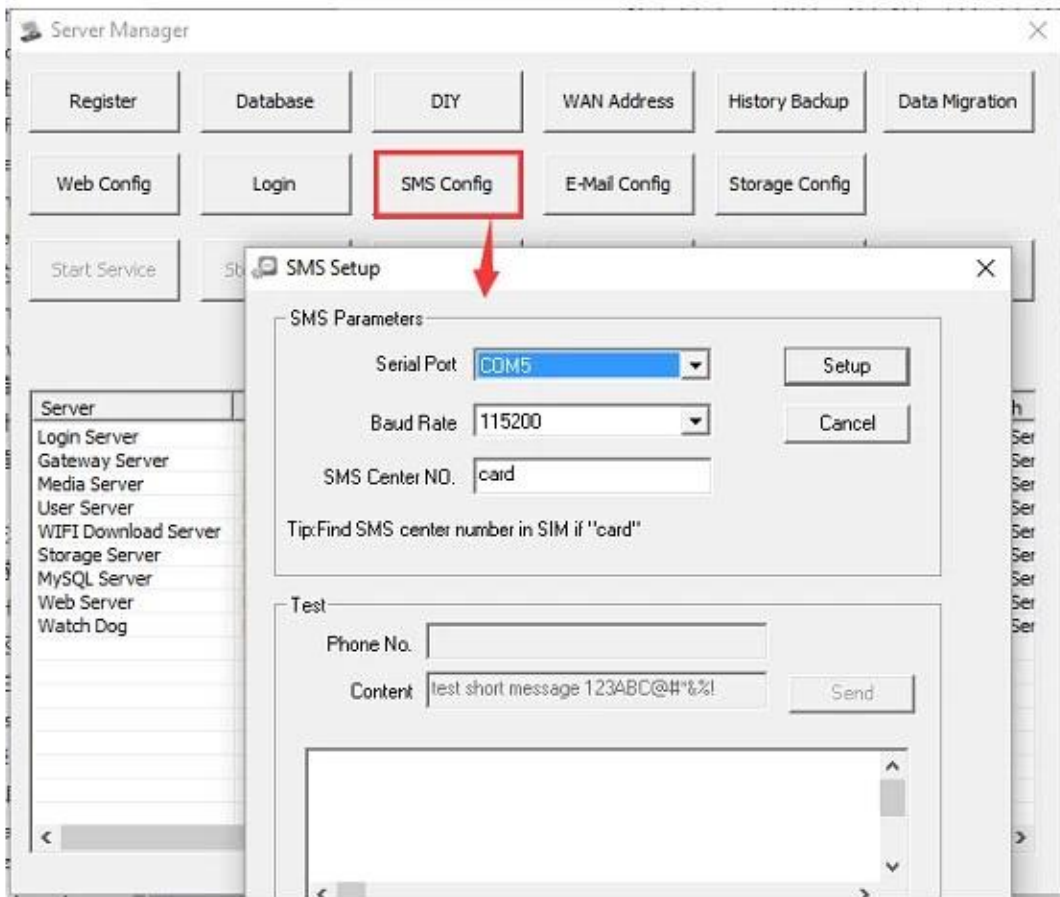 Server Manager
Register Database DIY WAN Address History Backup Data Migration
Web Config Login SMS Config E-Mail Config Storage Config
Start Service
SMS Setup
SMS Parameters
Serial Port COM5 Setup
Baud Rate 115200 Cancel
SMS Center NO. card
Tip:Find SMS center number in SIM if "card"
Server
Login Server
Gateway Server
Media Server
User Server
WIFI Download Server
Storage Server
MySQL Server
Web Server
Watch Dog
Test
Phone No.
Content test short message 123ABC@#*&%! Send